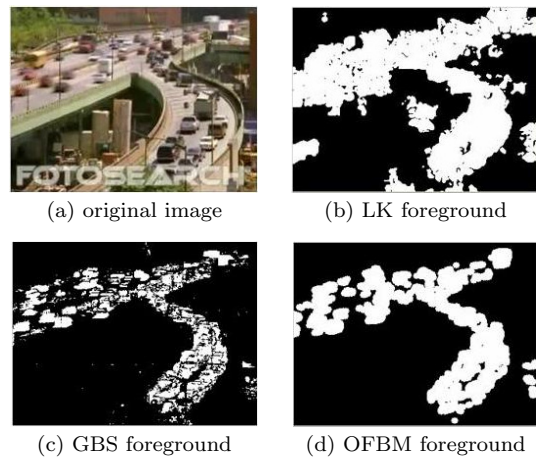 FOTOSEARCH
(a) original image
(b) LK foreground
(c) GBS foreground
(d) OFBM foreground